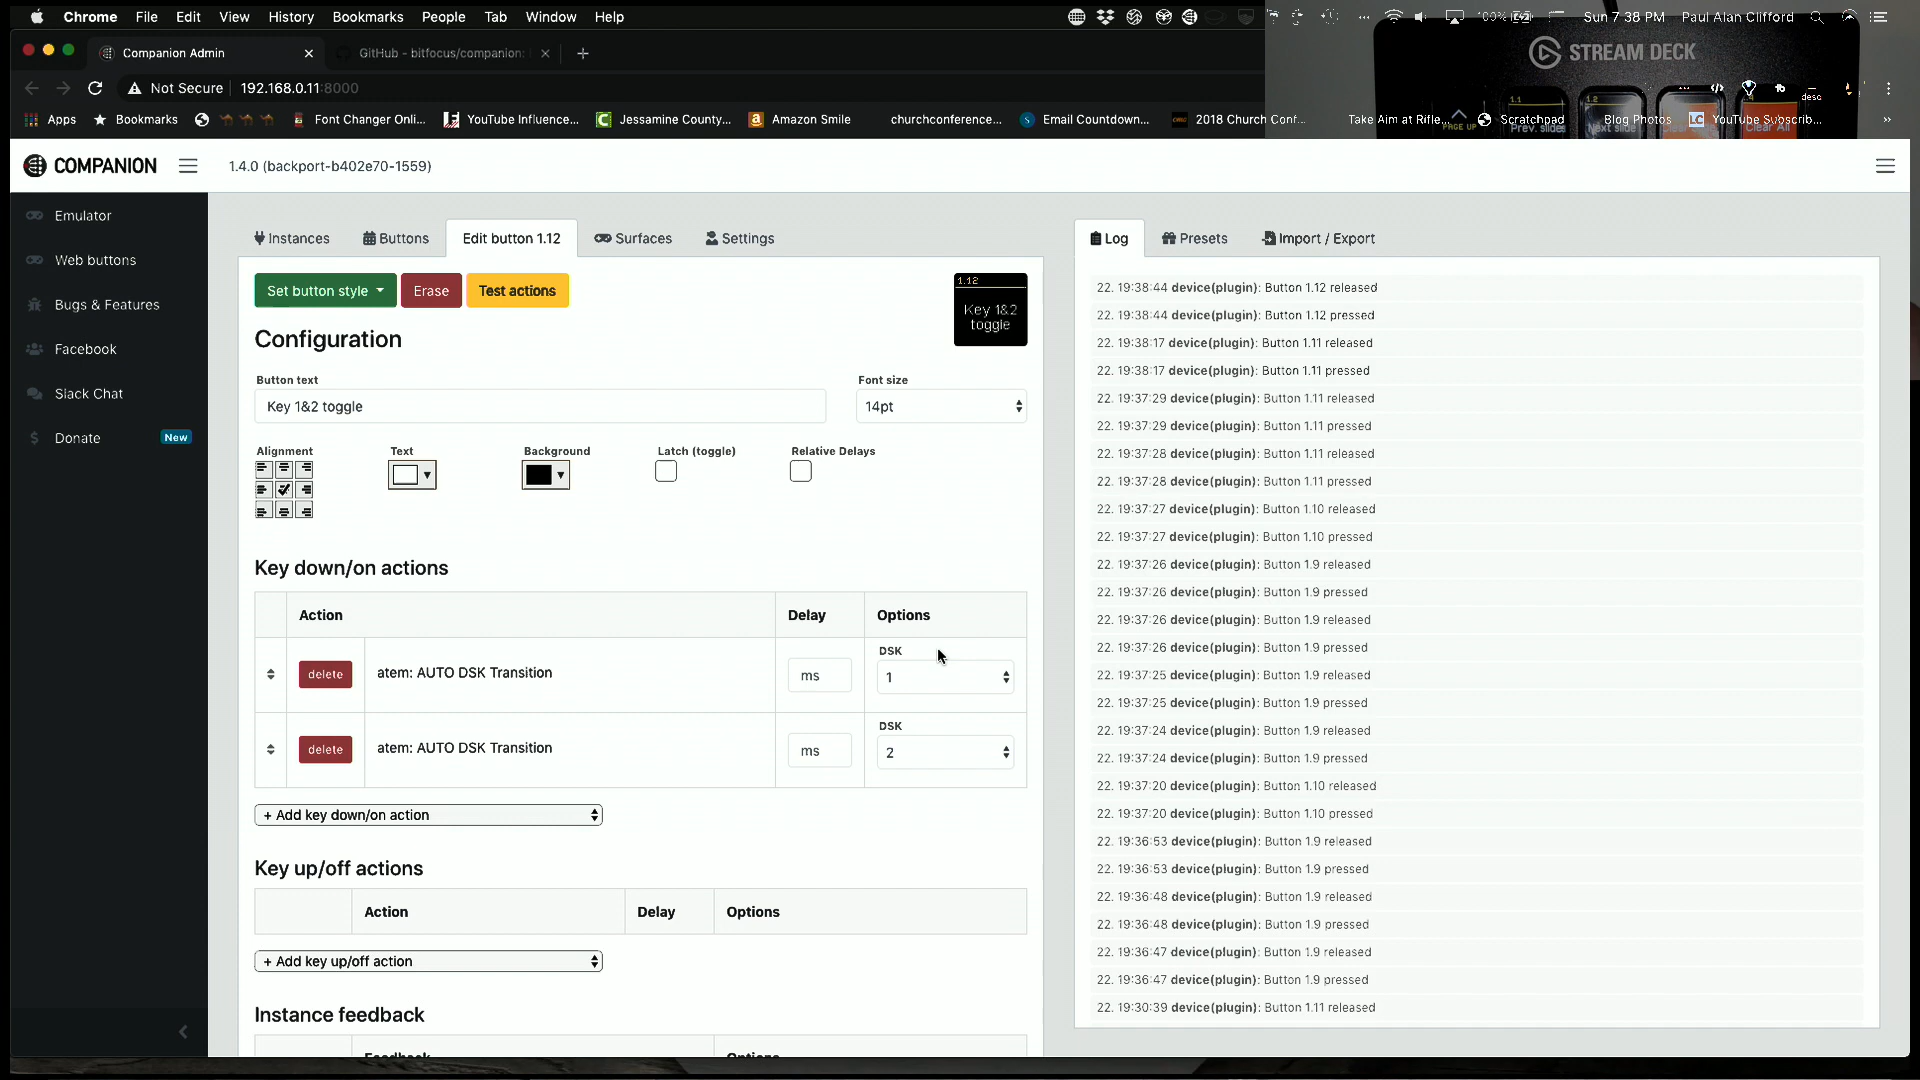 Chrome File Edit View History Bookmarks People Tab Window Help
100% Sun 7:38 PM Paul Alan Clifford
STREAM DECK
Companion Admin
GitHub - bitfocus/companion:
Not Secure 192.168.0.11:8000
Apps Bookmarks Font Changer Onli... YouTube Influence... Jessamine County... Amazon Smile churchconference... Email Countdown... 2018 Church Conf... Take Aim at Rifle... Scratchpad Blog Photos YouTube Subscrib...
1.1 1.2
PAGE UP Prev. slide Next slide Clear All
COMPANION
1.4.0 (backport-b402e70-1559)
Emulator
Web buttons
Bugs & Features
Facebook
Slack Chat
Donate New
Instances Buttons Edit button 1.12 Surfaces Settings
Set button style Erase Test actions
1.12
Key 1&2
toggle
Configuration
Button text Font size
Key 1&2 toggle 14pt
Alignment Text Background Latch (toggle) Relative Delays
Key down/on actions
Action Delay Options
DSK
delete atem: AUTO DSK Transition ms 1
DSK
delete atem: AUTO DSK Transition ms 2
+ Add key down/on action
Key up/off actions
Action Delay Options
+ Add key up/off action
Instance feedback
Feedback Options
Log Presets Import / Export
22. 19:38:44 device(plugin): Button 1.12 released
22. 19:38:44 device(plugin): Button 1.12 pressed
22. 19:38:17 device(plugin): Button 1.11 released
22. 19:38:17 device(plugin): Button 1.11 pressed
22. 19:37:29 device(plugin): Button 1.11 released
22. 19:37:29 device(plugin): Button 1.11 pressed
22. 19:37:28 device(plugin): Button 1.11 released
22. 19:37:28 device(plugin): Button 1.11 pressed
22. 19:37:27 device(plugin): Button 1.10 released
22. 19:37:27 device(plugin): Button 1.10 pressed
22. 19:37:26 device(plugin): Button 1.9 released
22. 19:37:26 device(plugin): Button 1.9 pressed
22. 19:37:26 device(plugin): Button 1.9 released
22. 19:37:26 device(plugin): Button 1.9 pressed
22. 19:37:25 device(plugin): Button 1.9 released
22. 19:37:25 device(plugin): Button 1.9 pressed
22. 19:37:24 device(plugin): Button 1.9 released
22. 19:37:24 device(plugin): Button 1.9 pressed
22. 19:37:20 device(plugin): Button 1.10 released
22. 19:37:20 device(plugin): Button 1.10 pressed
22. 19:36:53 device(plugin): Button 1.9 released
22. 19:36:53 device(plugin): Button 1.9 pressed
22. 19:36:48 device(plugin): Button 1.9 released
22. 19:36:48 device(plugin): Button 1.9 pressed
22. 19:36:47 device(plugin): Button 1.9 released
22. 19:36:47 device(plugin): Button 1.9 pressed
22. 19:30:39 device(plugin): Button 1.11 released